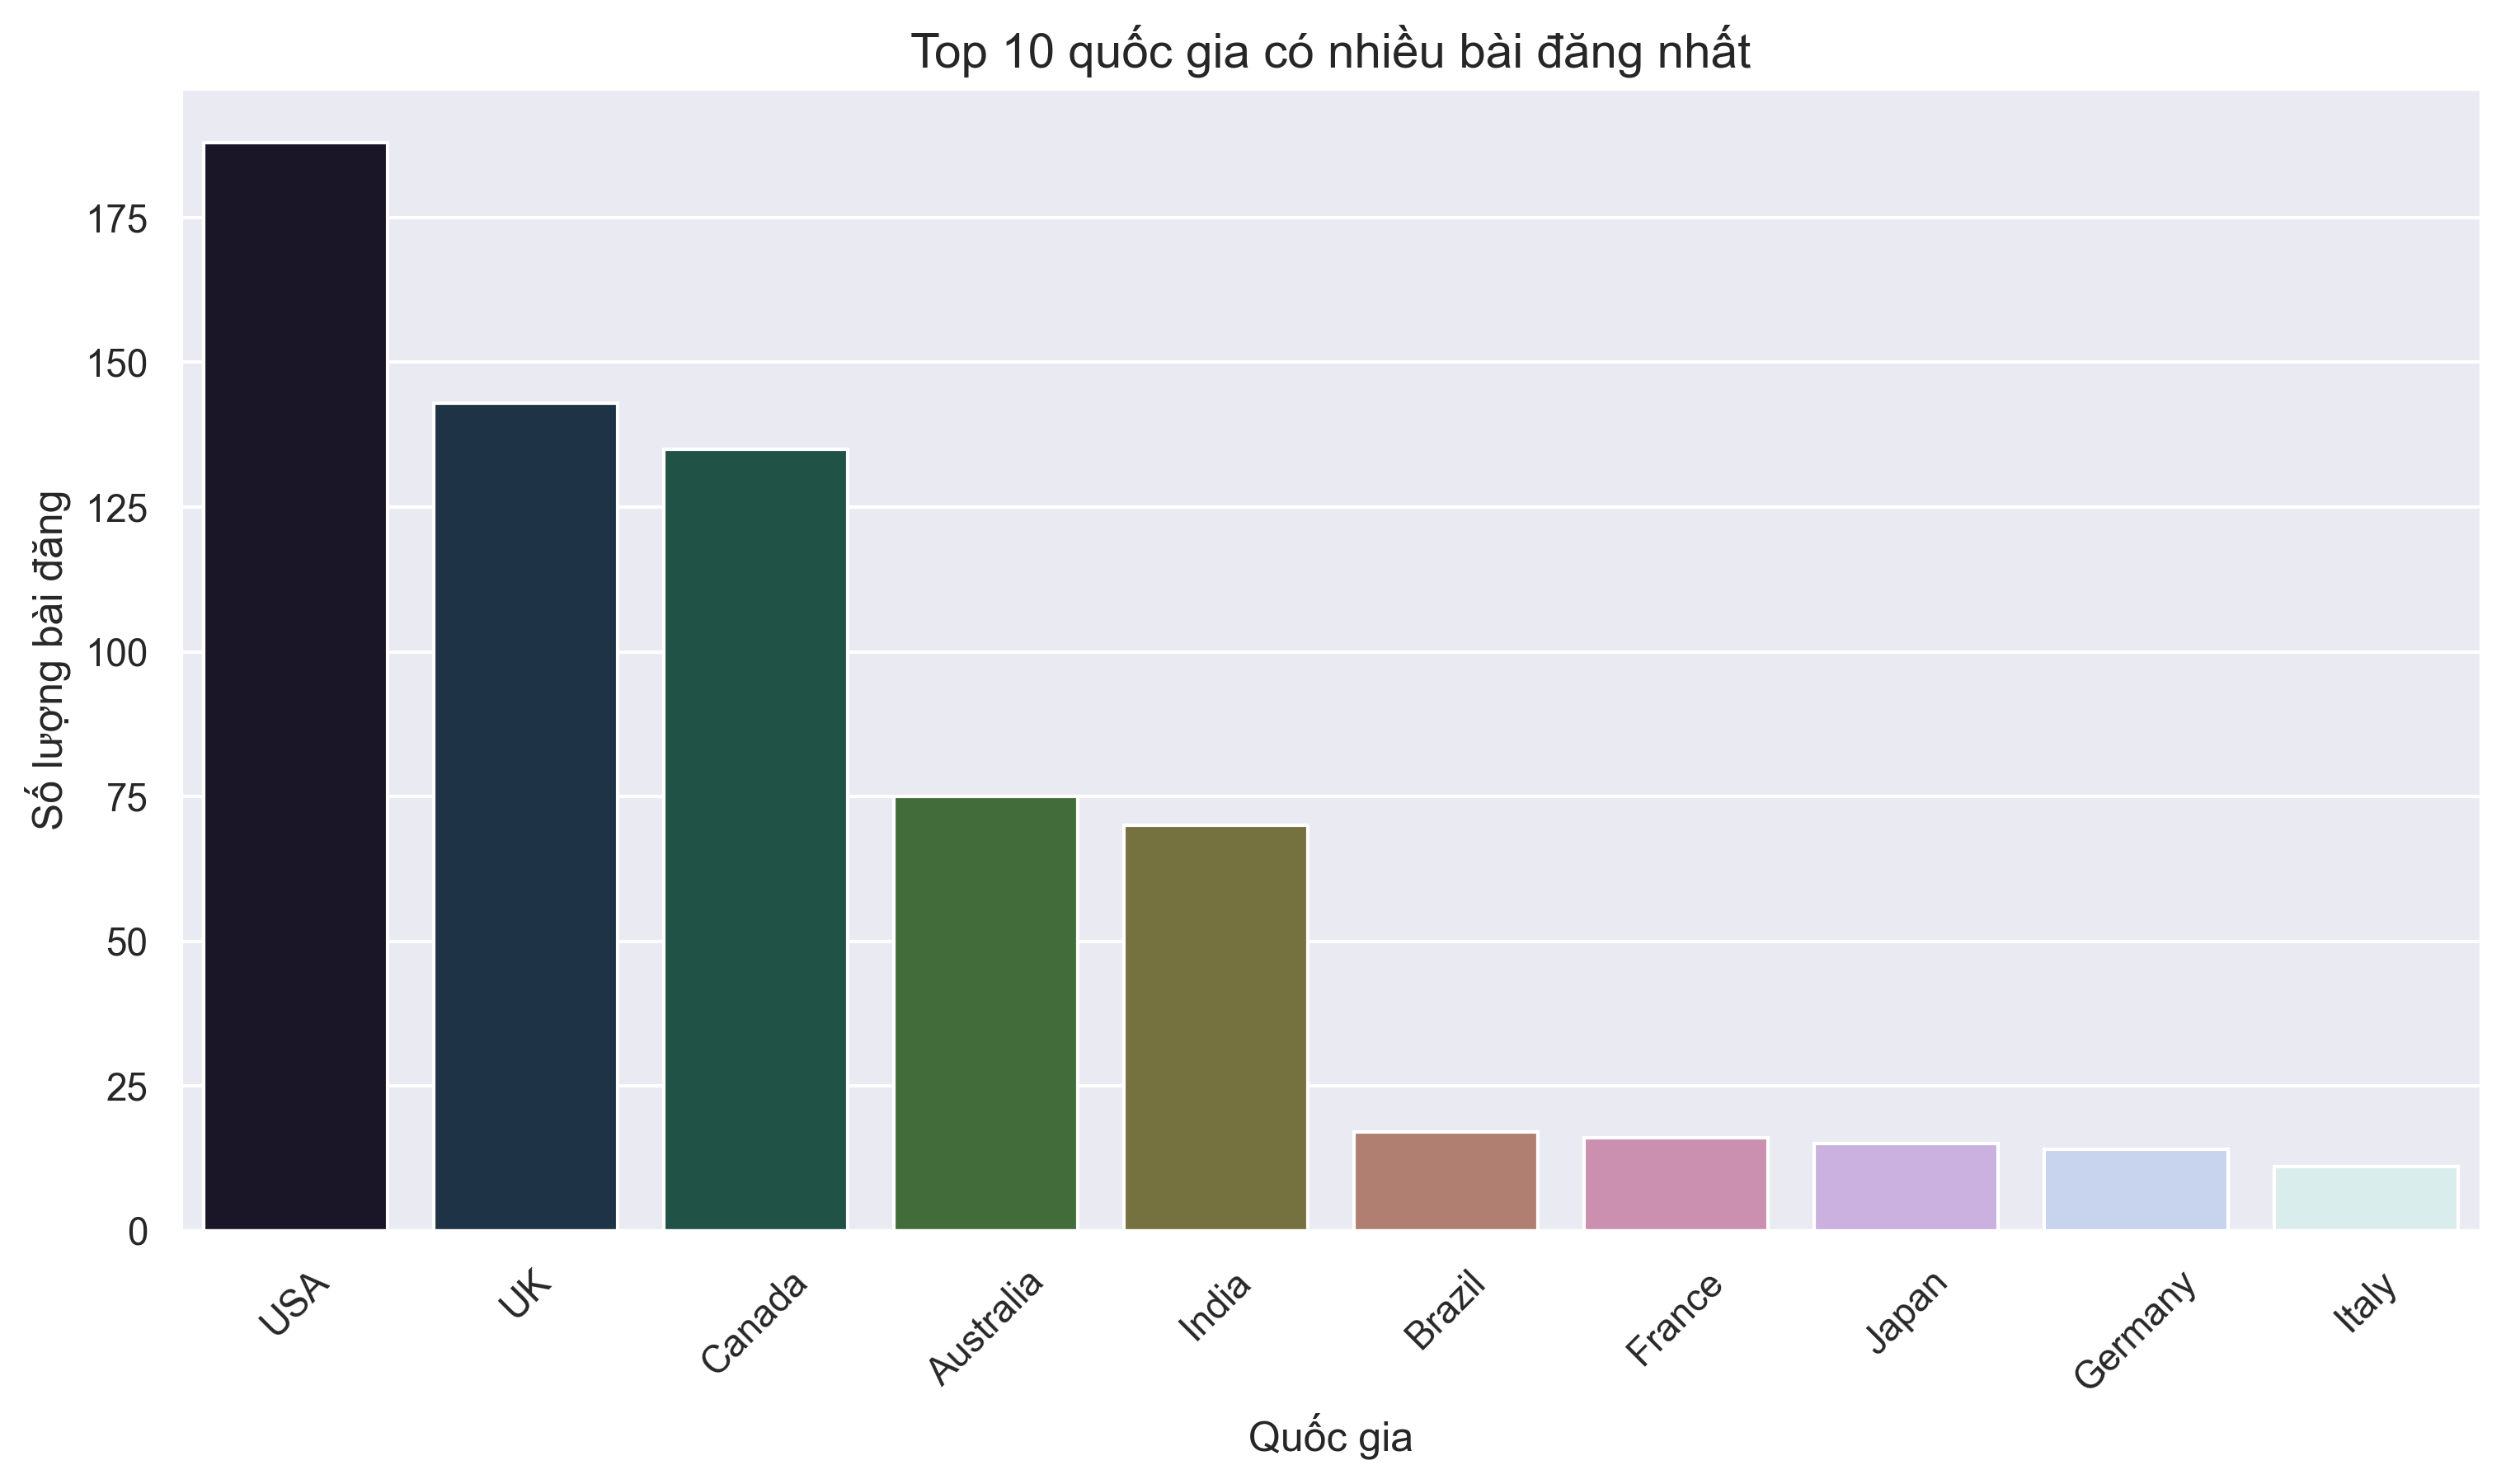 Top 10 quốc gia có nhiều bài đăng nhất
Số lượng bài đăng
175
150
125
100
75
50
25
0
USA
UK
Canada
Australia
India
Brazil
France
Japan
Germany
Italy
Quốc gia